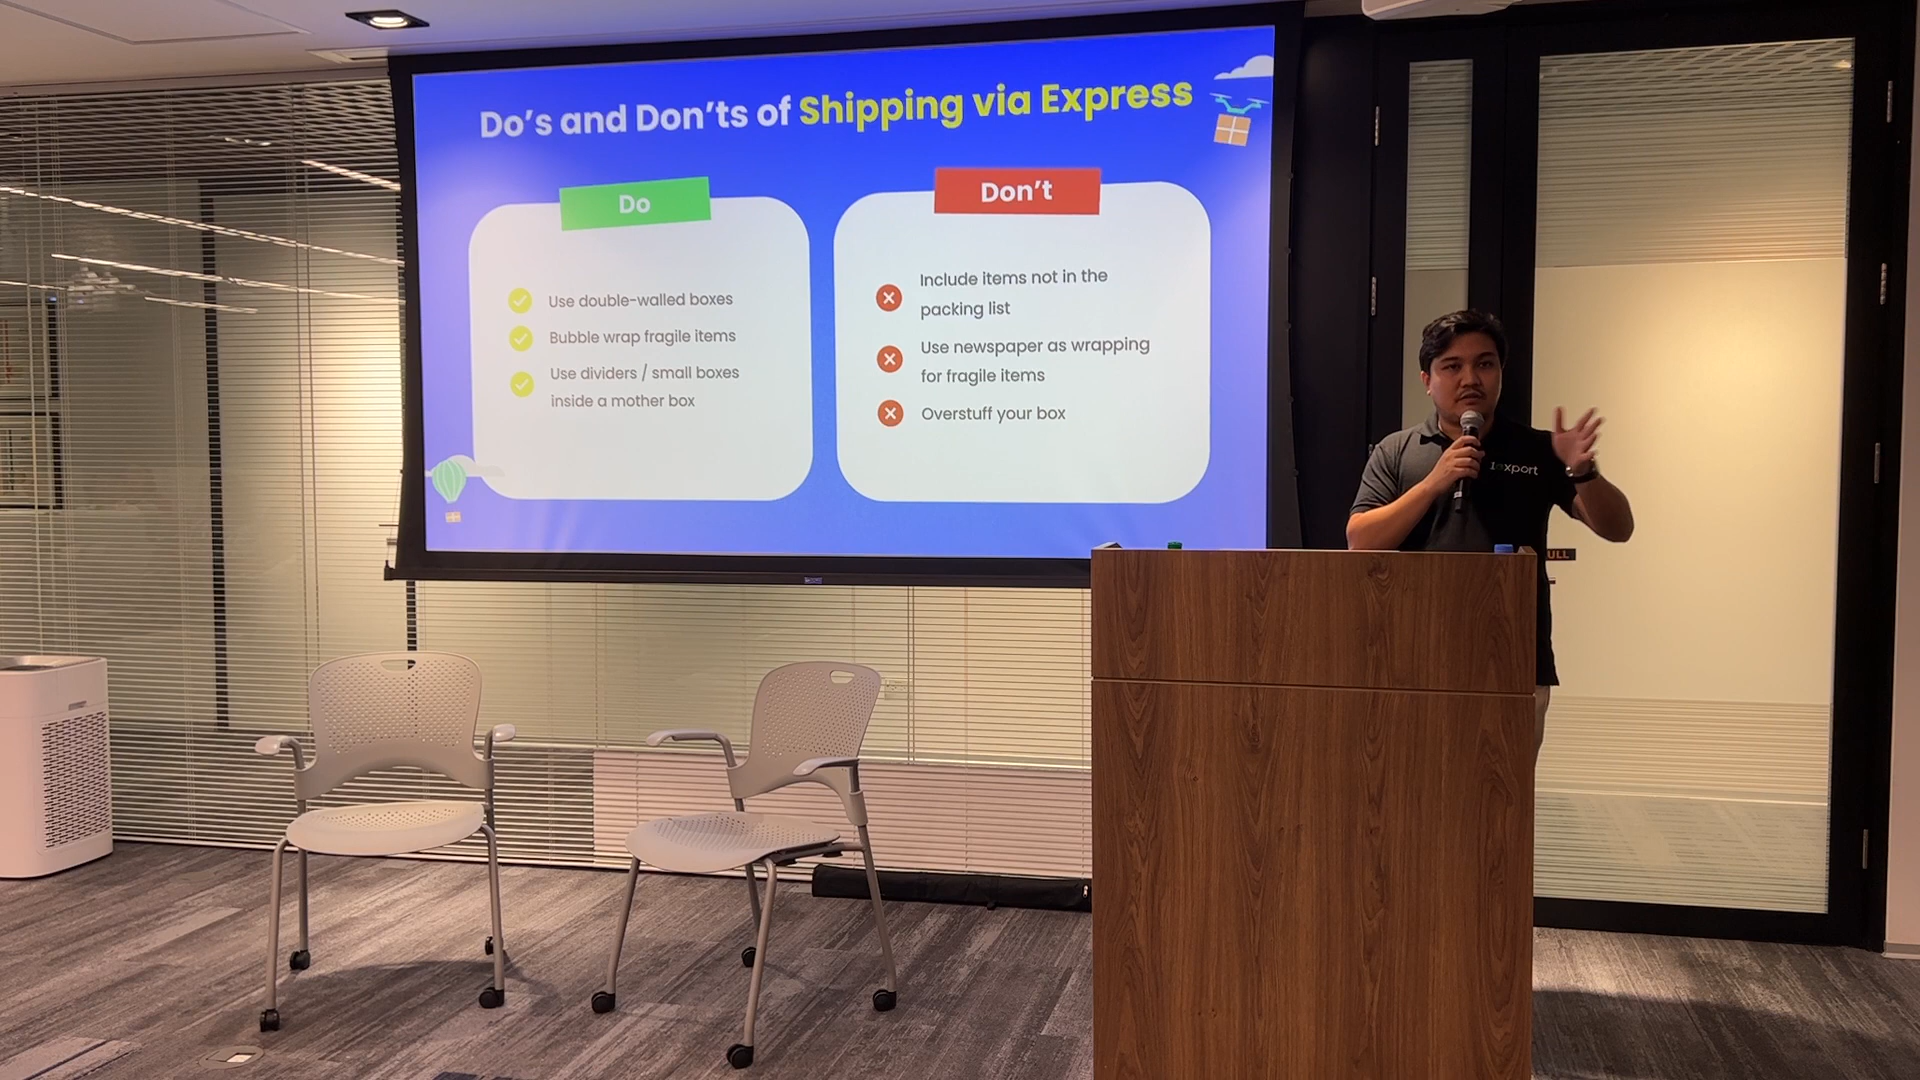 Do's and Don'ts of Shipping via Express
Do
Use double-walled boxes
Bubble wrap fragile items
Use dividers / small boxes
inside a mother box
Don't
Include items not in the
packing list
Use newspaper as wrapping
for fragile items
Overstuff your box
1export
ULL